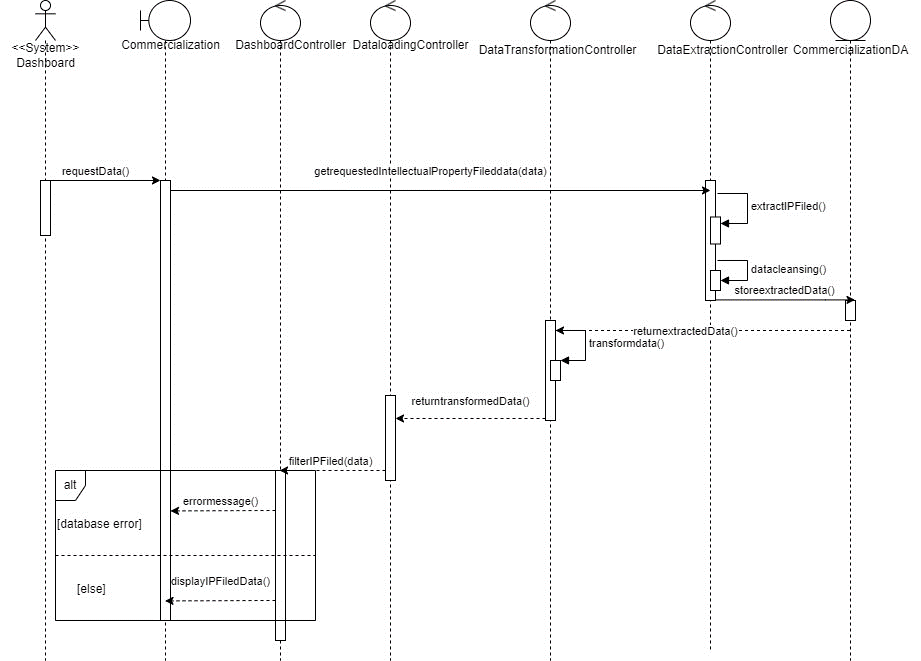 <<System>>
Dashboard
Commercialization
DashboardController
DataloadingController
DataTransformationController
DataExtractionController
CommercializationDA
requestData()
getrequestedIntellectualPropertyFileddata(data)
extractIPFiled()
datacleansing()
storeextractedData()
returnextractedData()
transformdata()
returntransformedData()
filterIPFiled(data)
alt
errormessage()
[database error]
displayIPFiledData()
[else]